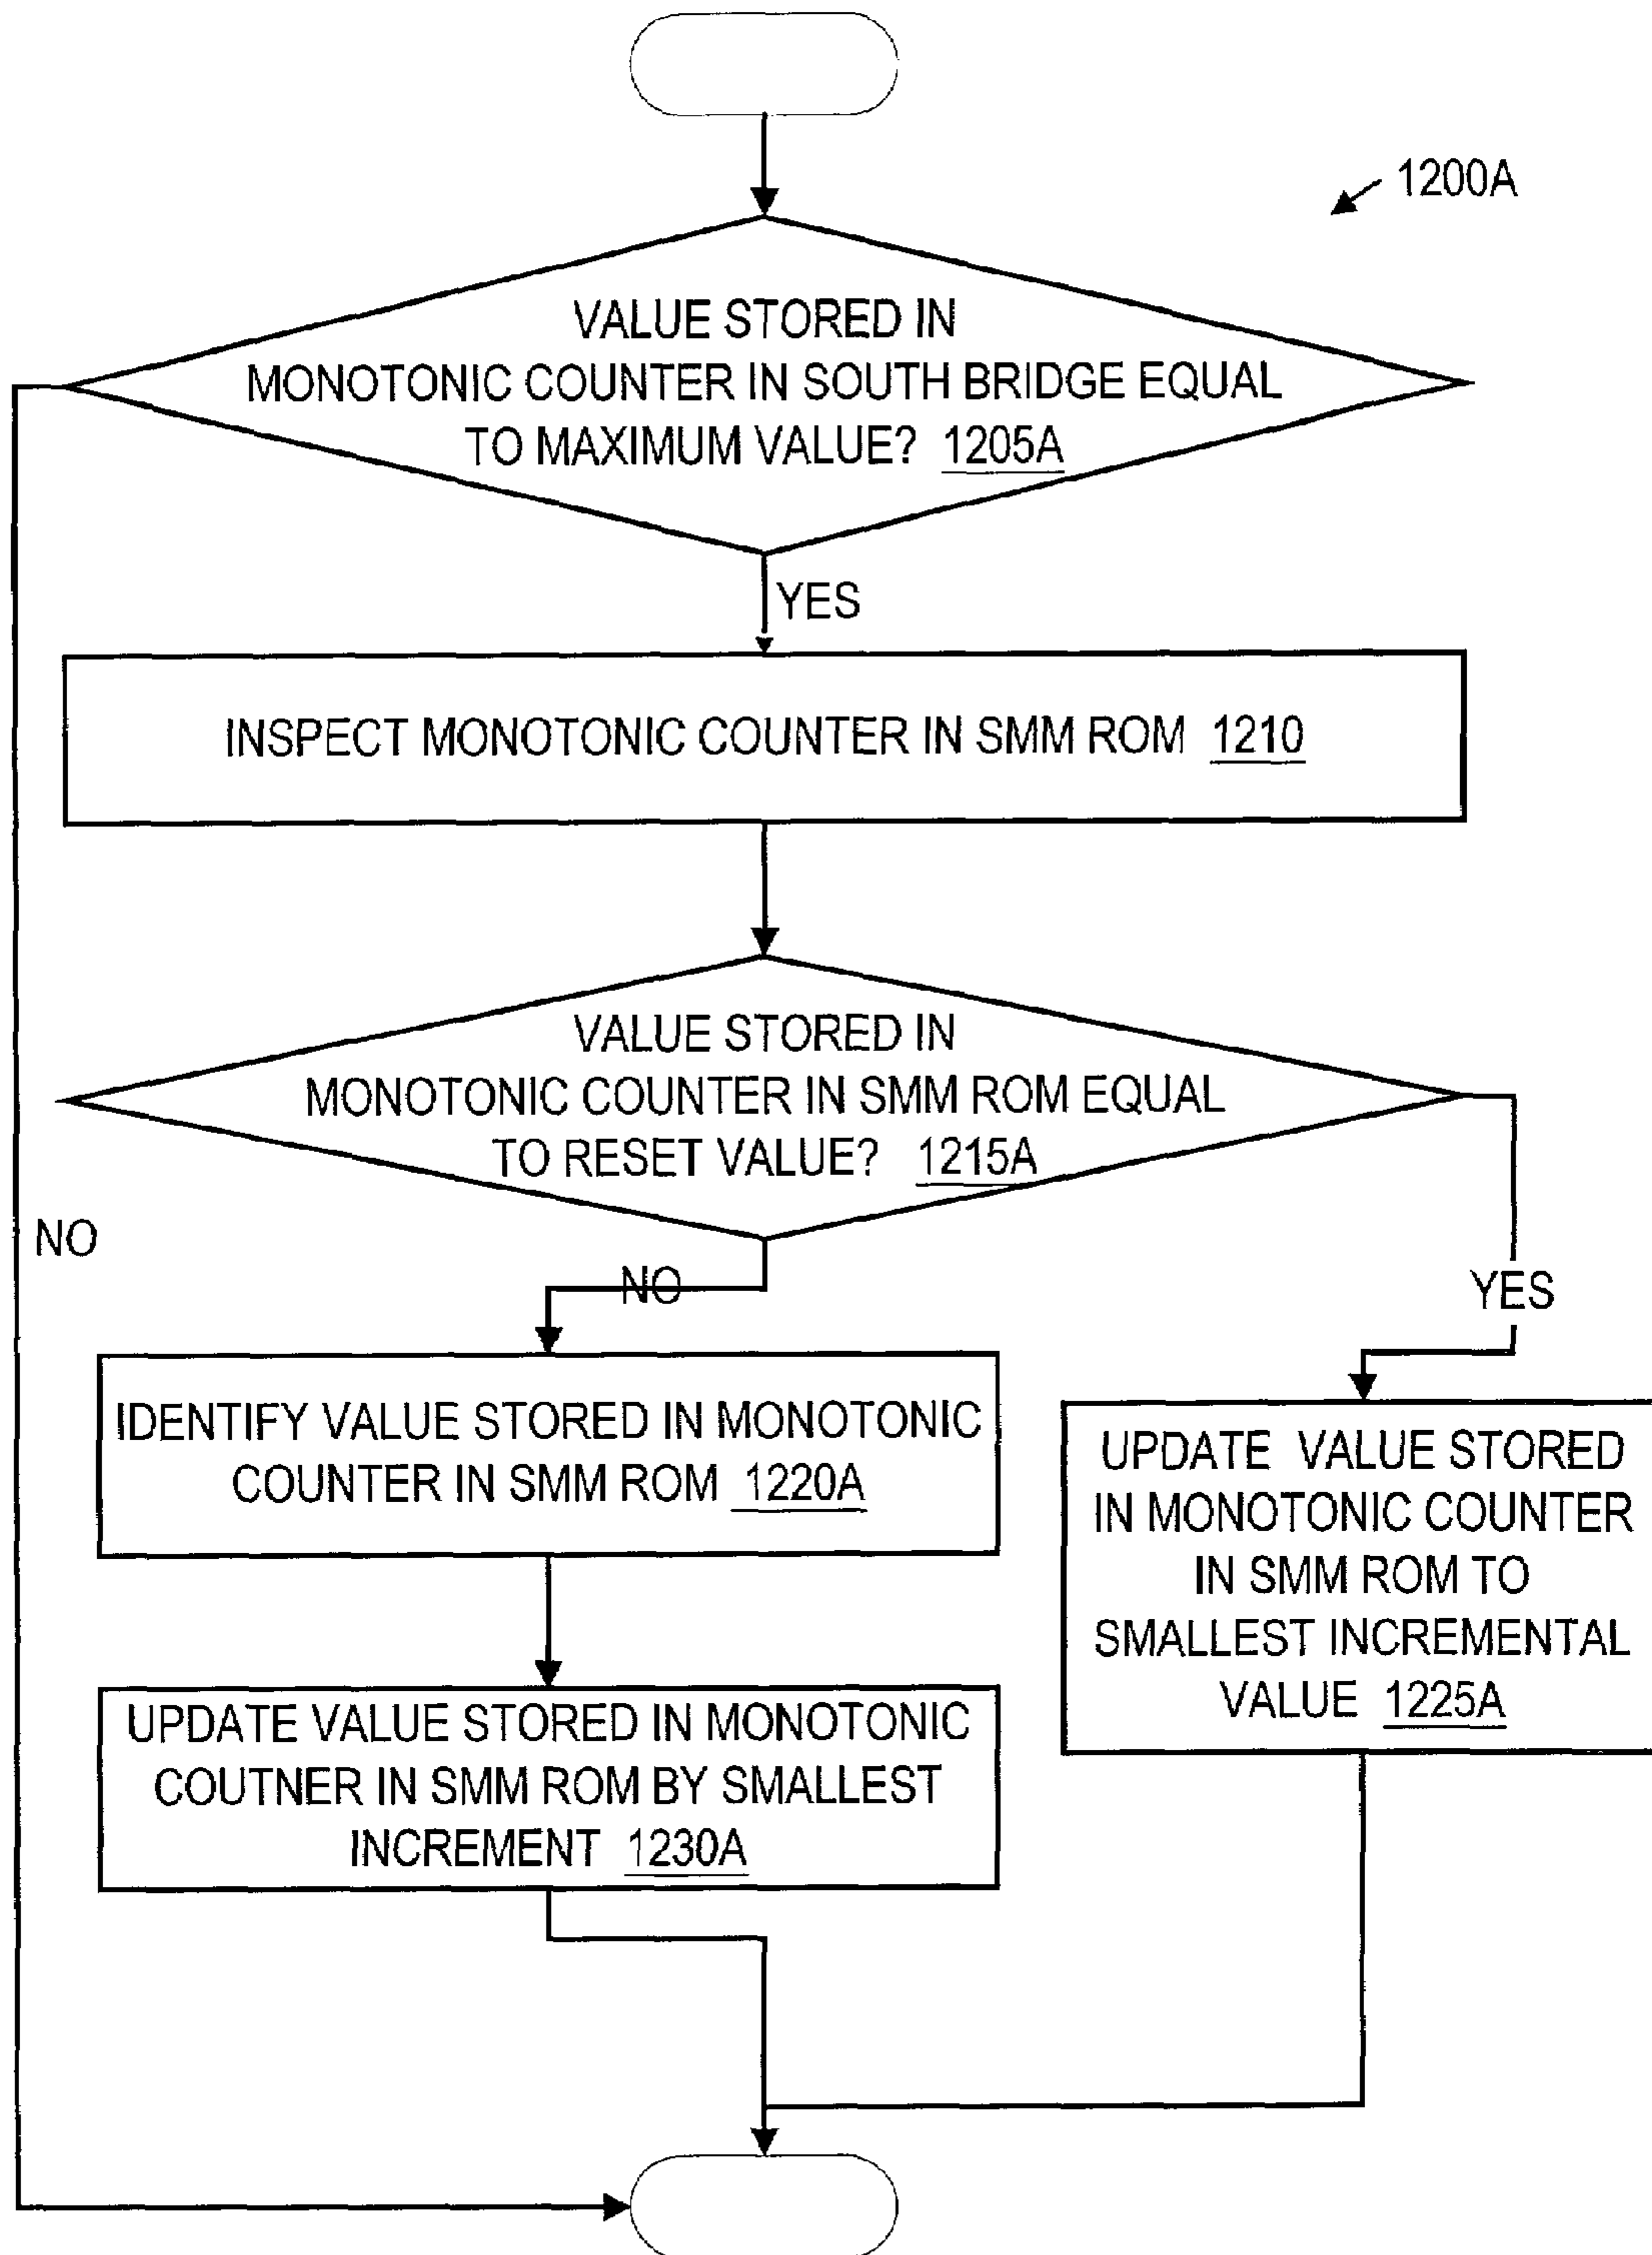 1200A
VALUE STORED IN
MONOTONIC COUNTER IN SOUTH BRIDGE EQUAL
TO MAXIMUM VALUE? 1205A
YES
INSPECT MONOTONIC COUNTER IN SMM ROM 1210
VALUE STORED IN
MONOTONIC COUNTER IN SMM ROM EQUAL
TO RESET VALUE? 1215A
NO
NO
YES
IDENTIFY VALUE STORED IN MONOTONIC
COUNTER IN SMM ROM 1220A
UPDATE VALUE STORED
IN MONOTONIC COUNTER
IN SMM ROM TO
SMALLEST INCREMENTAL
VALUE 1225A
UPDATE VALUE STORED IN MONOTONIC
COUTNER IN SMM ROM BY SMALLEST
INCREMENT 1230A